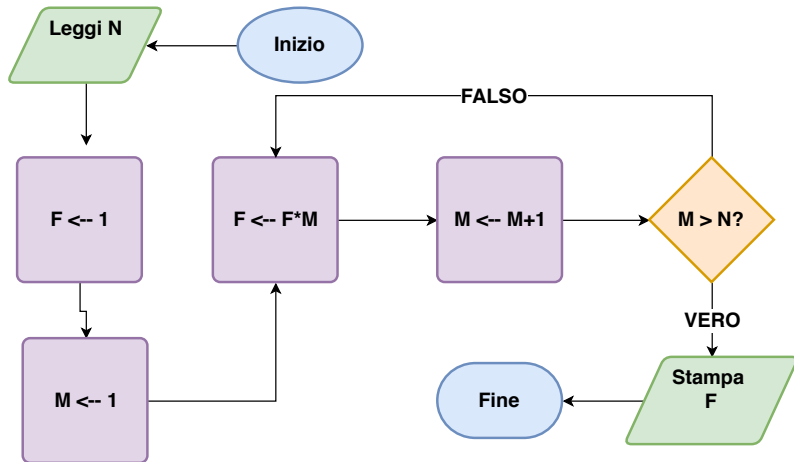 Leggi N
Inizio
FALSO
F <-- 1
F <-- F*M
M <-- M+1
M > N?
VERO
M <-- 1
Fine
Stampa
F